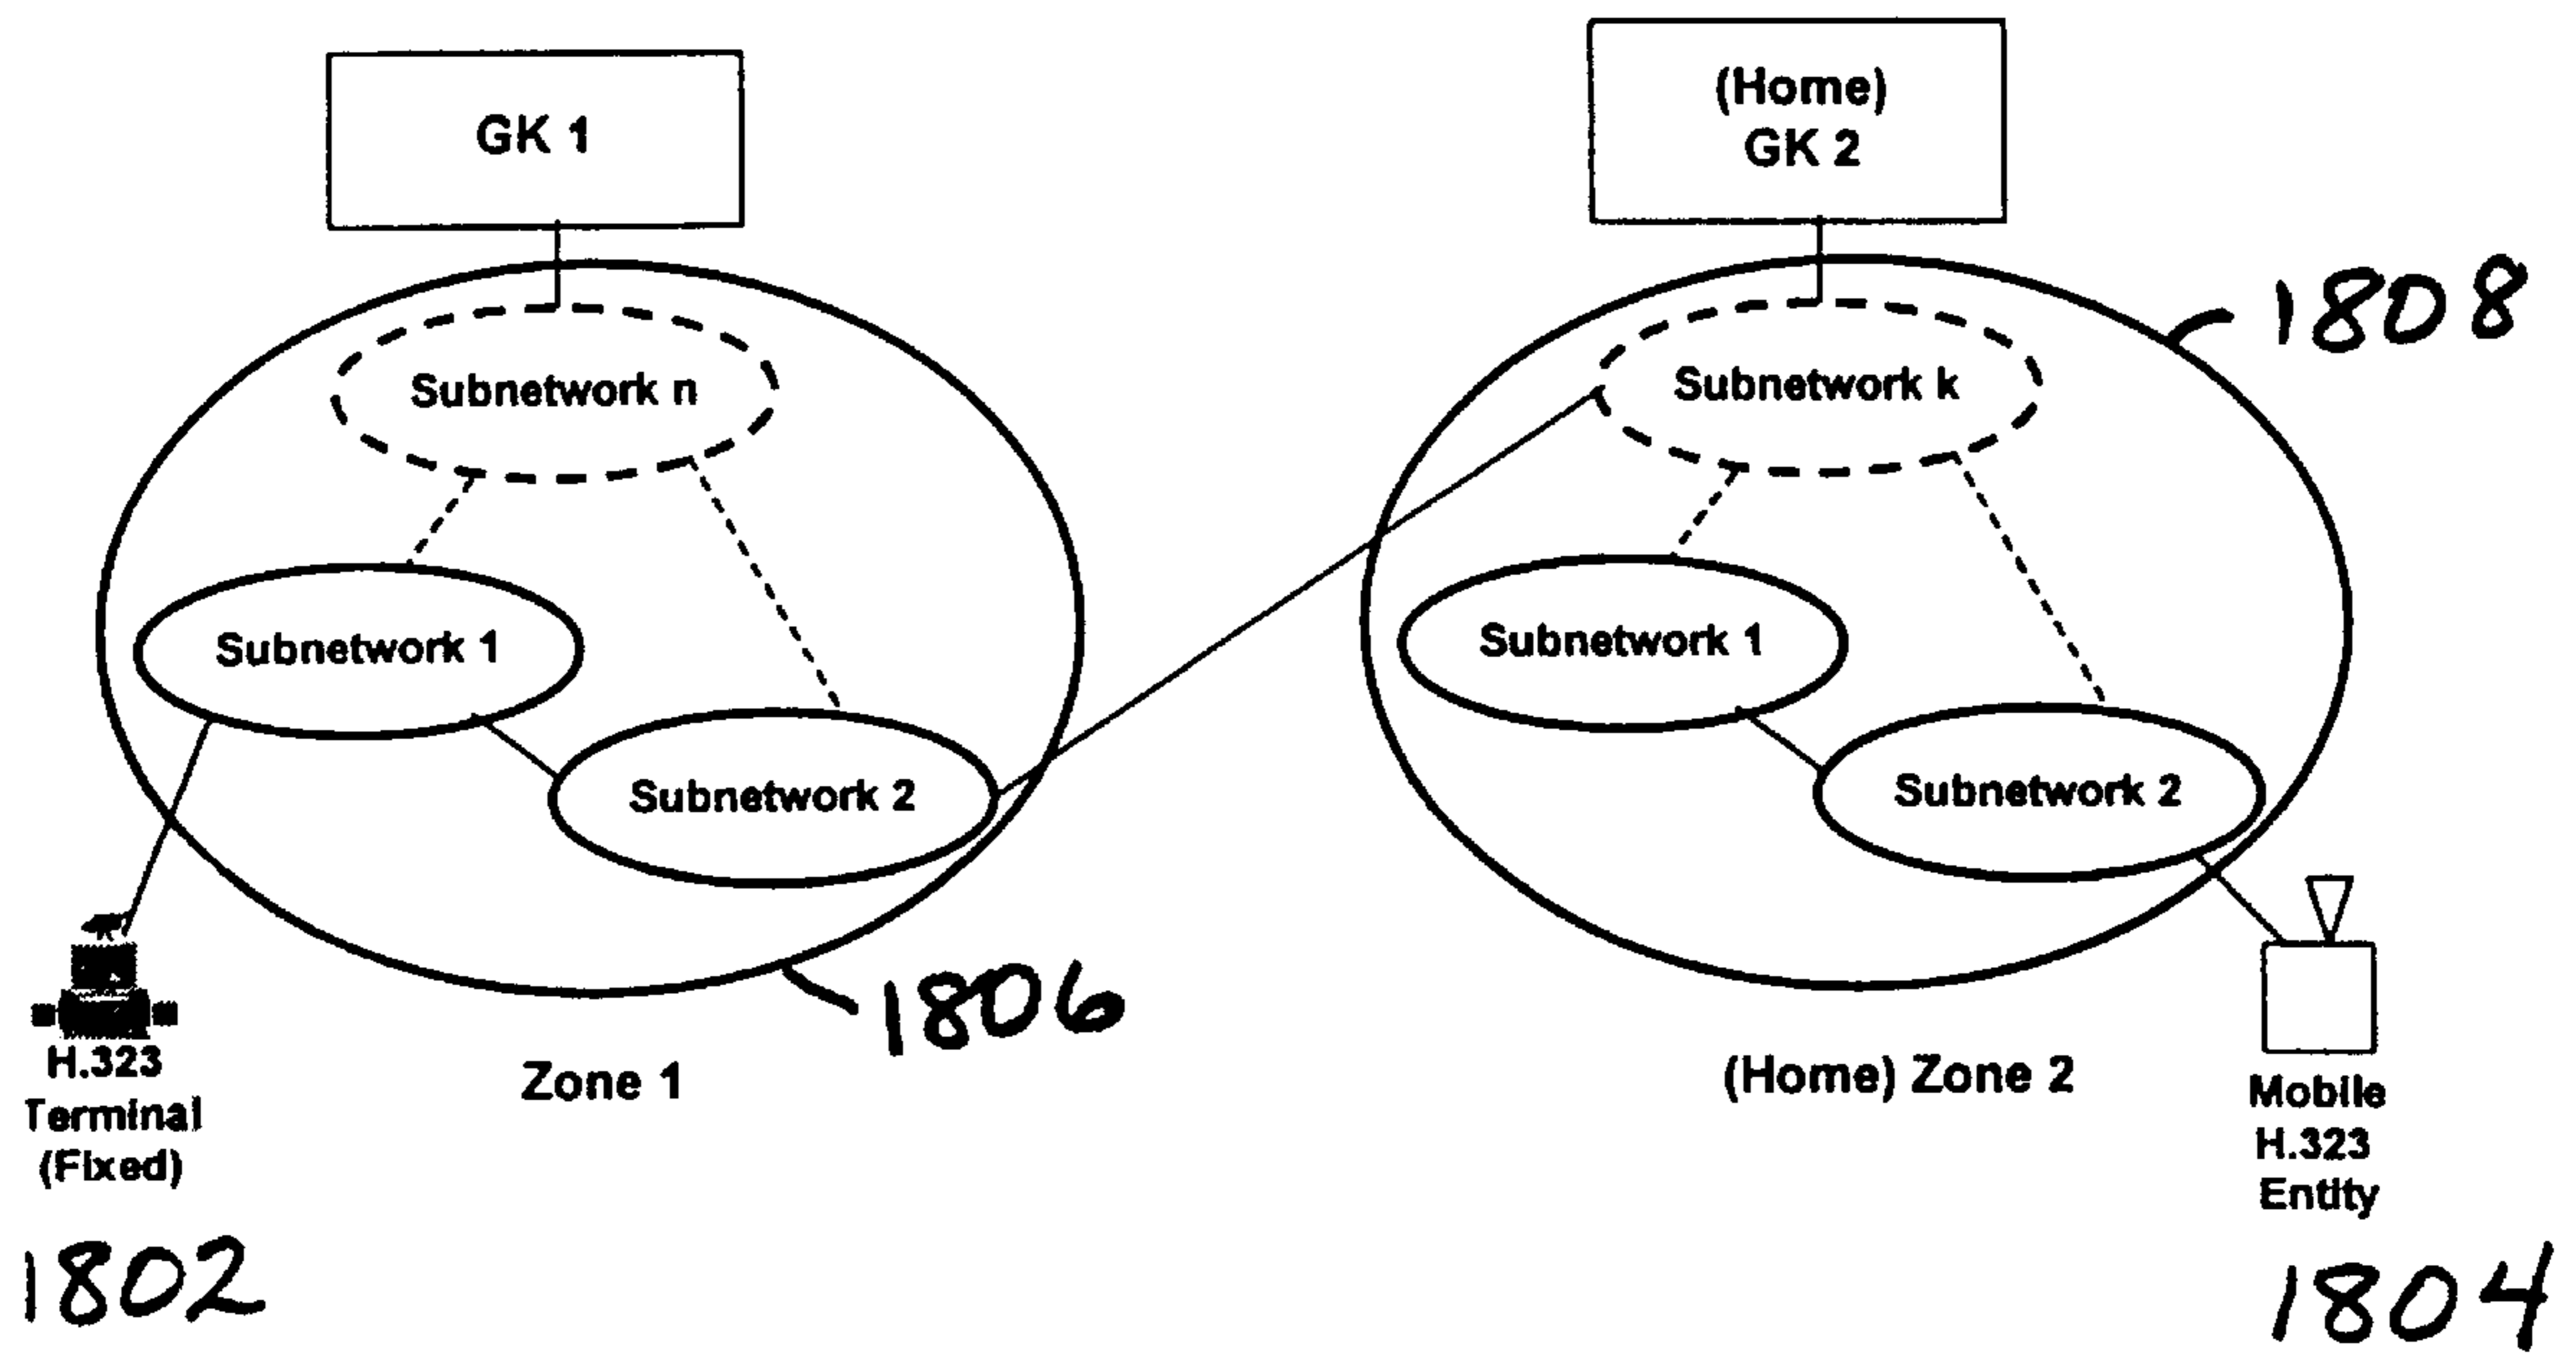 GK 1
(Home)
GK 2
1808
Subnetwork n
Subnetwork k
Subnetwork 1
Subnetwork 2
Subnetwork 1
Subnetwork 2
1806
H.323
Terminal
(Fixed)
Zone 1
(Home) Zone 2
Mobile
H.323
Entity
1802
1804